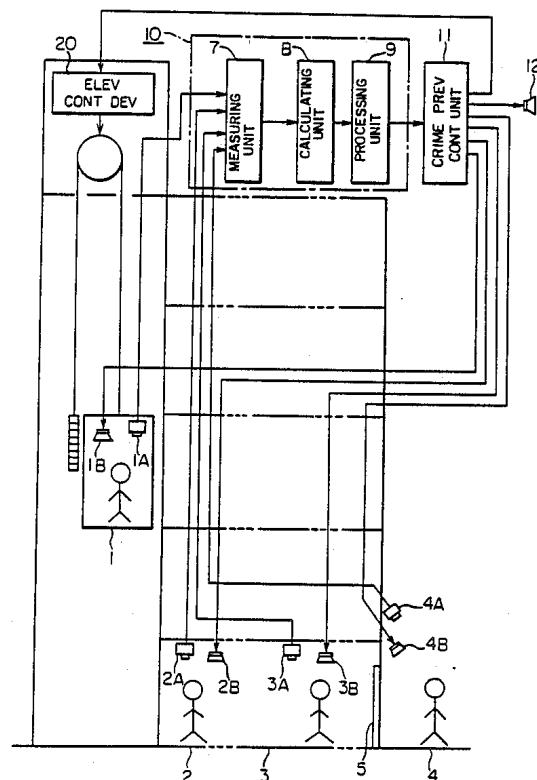 10
7
8
9
11
12
20
ELEV
CONT DEV
MEASURING
UNIT
CALCULATING
UNIT
PROCESSING
UNIT
CRIME PREV
CONT UNIT
1B
1A
1
4A
4B
2A
2B
3A
3B
2
3
5
4